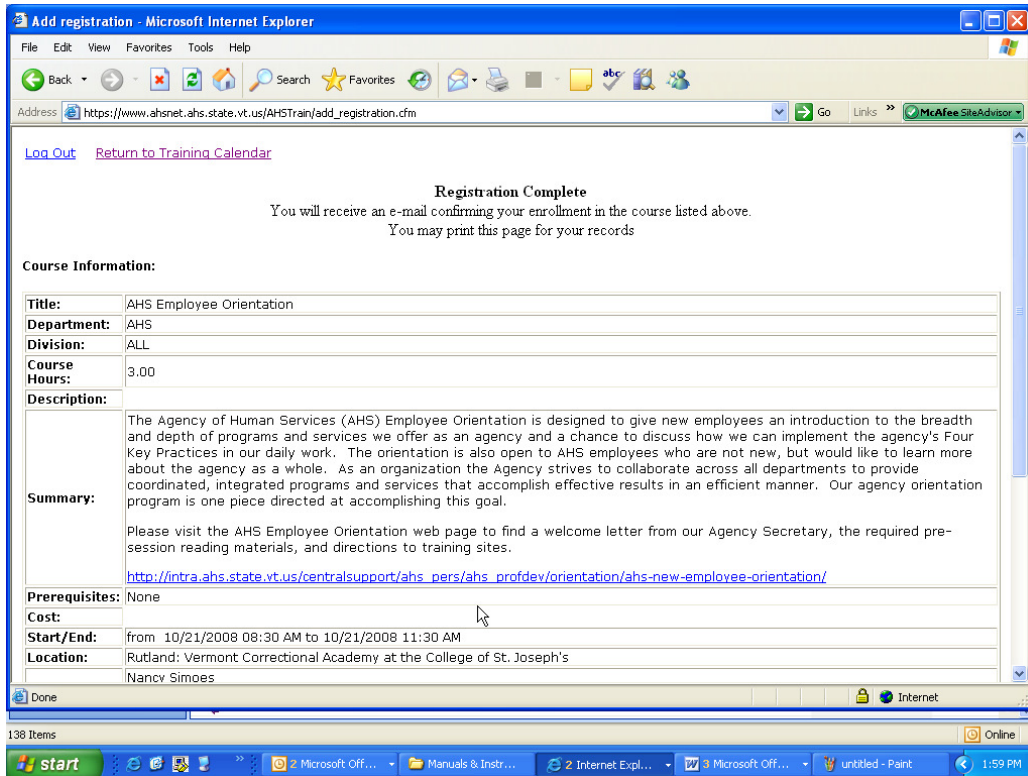 Add registration - Microsoft Internet Explorer
File Edit View Favorites Tools Help
Back Search Favorites
Address https://www.ahsnet.ahs.state.vt.us/AHSTrain/add_registration.cfm Go Links » McAfee SiteAdvisor
Log Out Return to Training Calendar
Registration Complete
You will receive an e-mail confirming your enrollment in the course listed above.
You may print this page for your records
Course Information:
Title: AHS Employee Orientation
Department: AHS
Division: ALL
Course Hours: 3.00
Description:
Summary:
The Agency of Human Services (AHS) Employee Orientation is designed to give new employees an introduction to the breadth
and depth of programs and services we offer as an agency and a chance to discuss how we can implement the agency's Four
Key Practices in our daily work. The orientation is also open to AHS employees who are not new, but would like to learn more
about the agency as a whole. As an organization the Agency strives to collaborate across all departments to provide
coordinated, integrated programs and services that accomplish effective results in an efficient manner. Our agency orientation
program is one piece directed at accomplishing this goal.
Please visit the AHS Employee Orientation web page to find a welcome letter from our Agency Secretary, the required pre-
session reading materials, and directions to training sites.
http://intra.ahs.state.vt.us/centralsupport/ahs_pers/ahs_profdev/orientation/ahs-new-employee-orientation/
Prerequisites: None
Cost:
Start/End: from 10/21/2008 08:30 AM to 10/21/2008 11:30 AM
Location: Rutland: Vermont Correctional Academy at the College of St. Joseph's
Nancy Simoes
Done Internet
138 Items Online
start » 2 Microsoft Off... Manuals & Instr... 2 Internet Expl... 3 Microsoft Off... untitled - Paint 1:59 PM